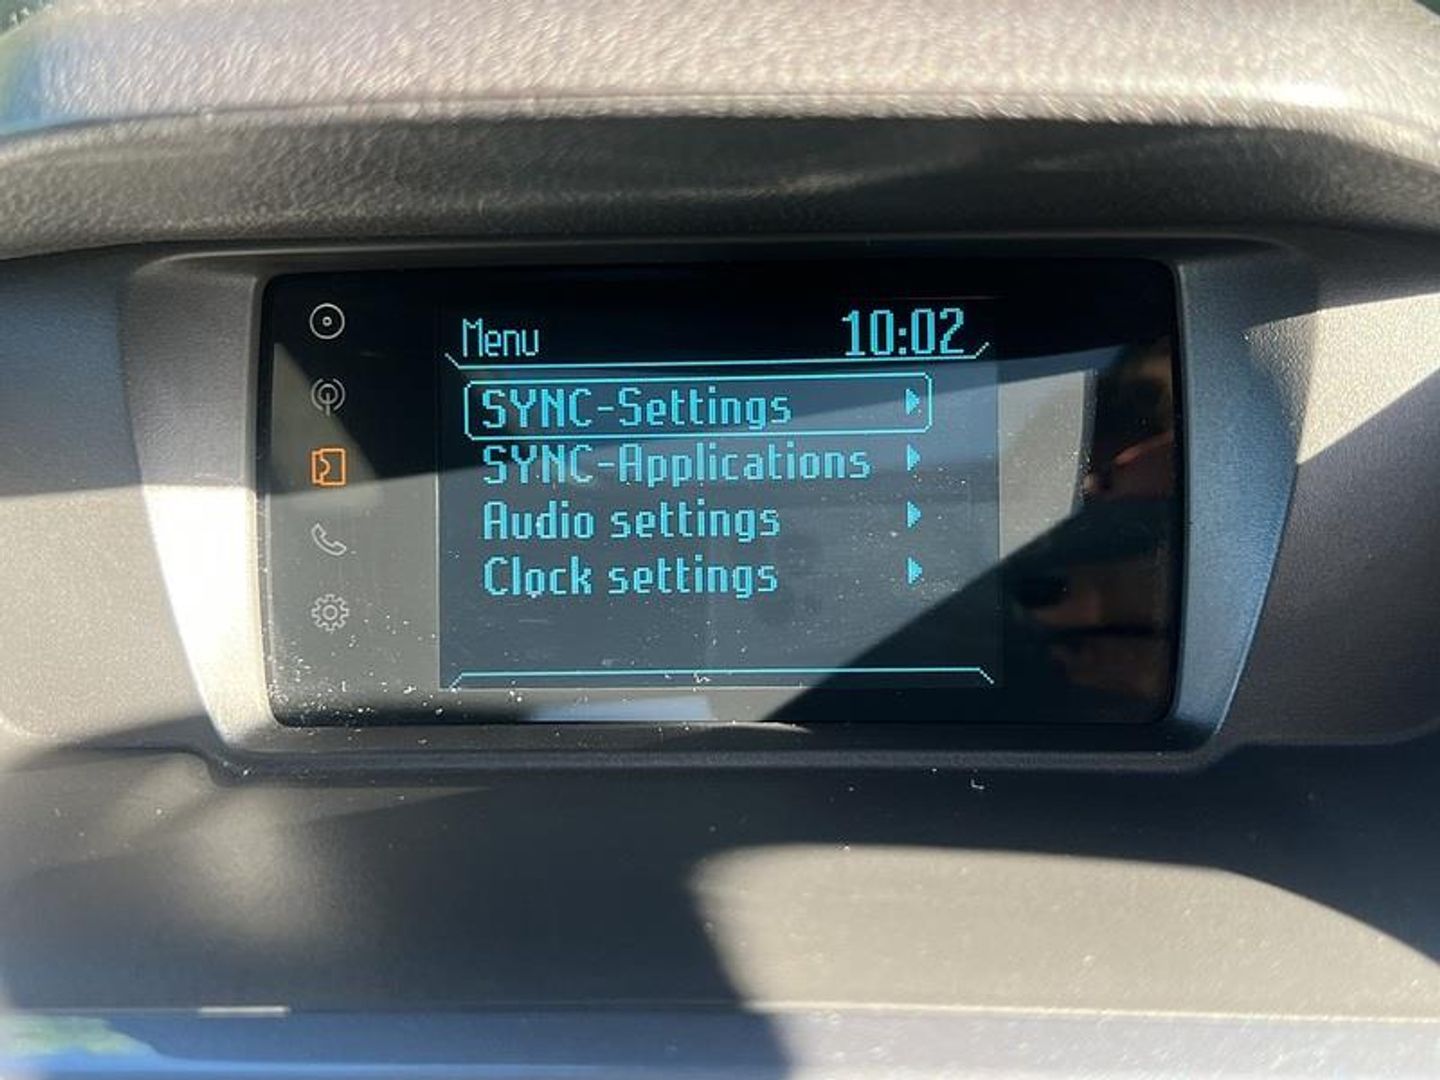 Menu 10:02
SYNC-Settings
SYNC-Applications
Audio settings
Clock settings